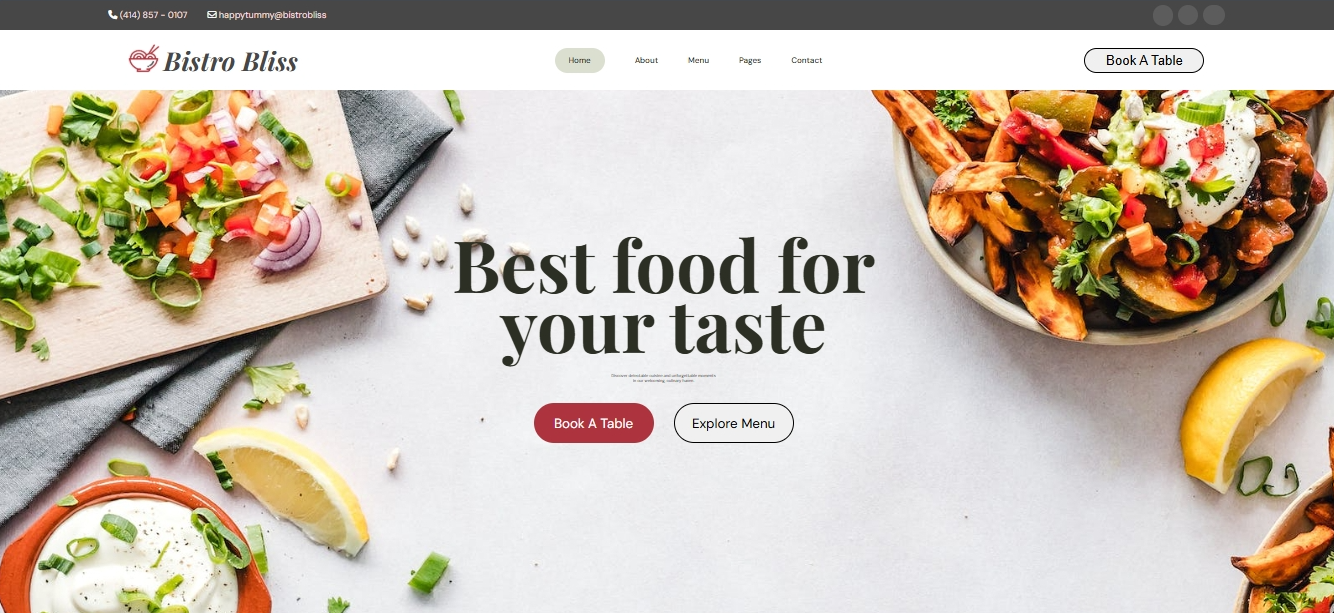 (414) 857 – 0107 happytummy@bistrobliss
Bistro Bliss Home About Menu Pages Contact Book A Table
Best food for
your taste
Discover delectable cuisine and unforgettable moments
in our welcoming, culinary haven.
Book A Table Explore Menu